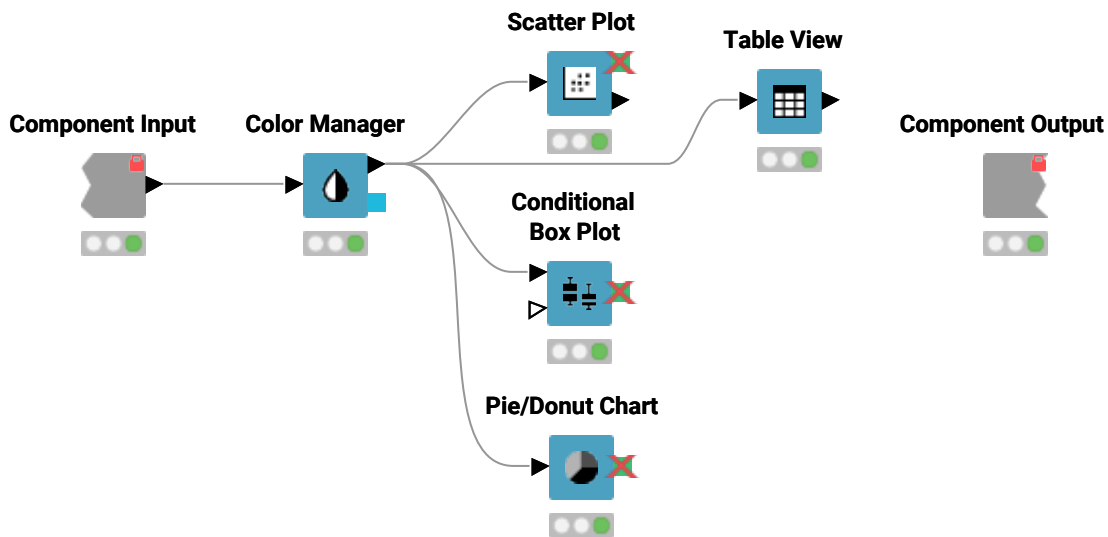 Scatter Plot
Table View
Component Input
Color Manager
Component Output
Conditional
Box Plot
Pie/Donut Chart